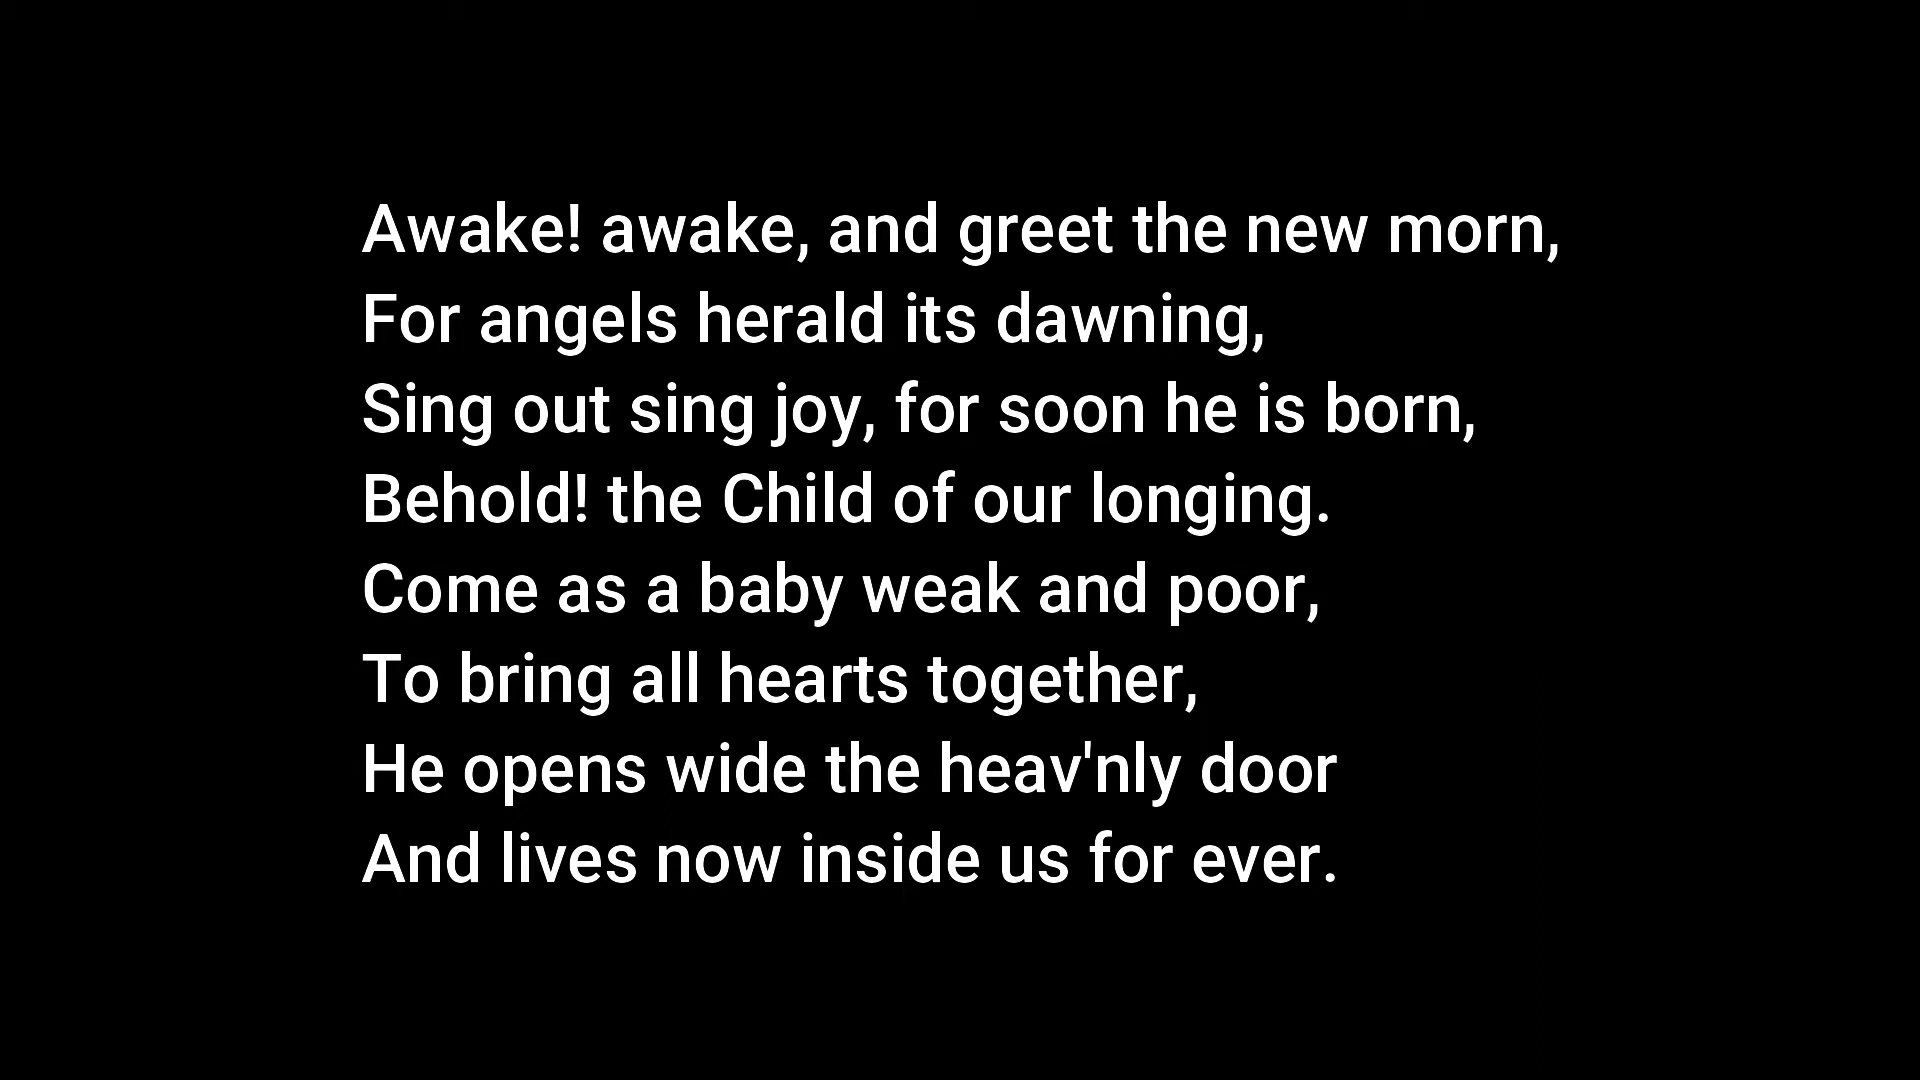 Awake! awake, and greet the new morn,
For angels herald its dawning,
Sing out sing joy, for soon he is born,
Behold! the Child of our longing.
Come as a baby weak and poor,
To bring all hearts together,
He opens wide the heav'nly door
And lives now inside us for ever.